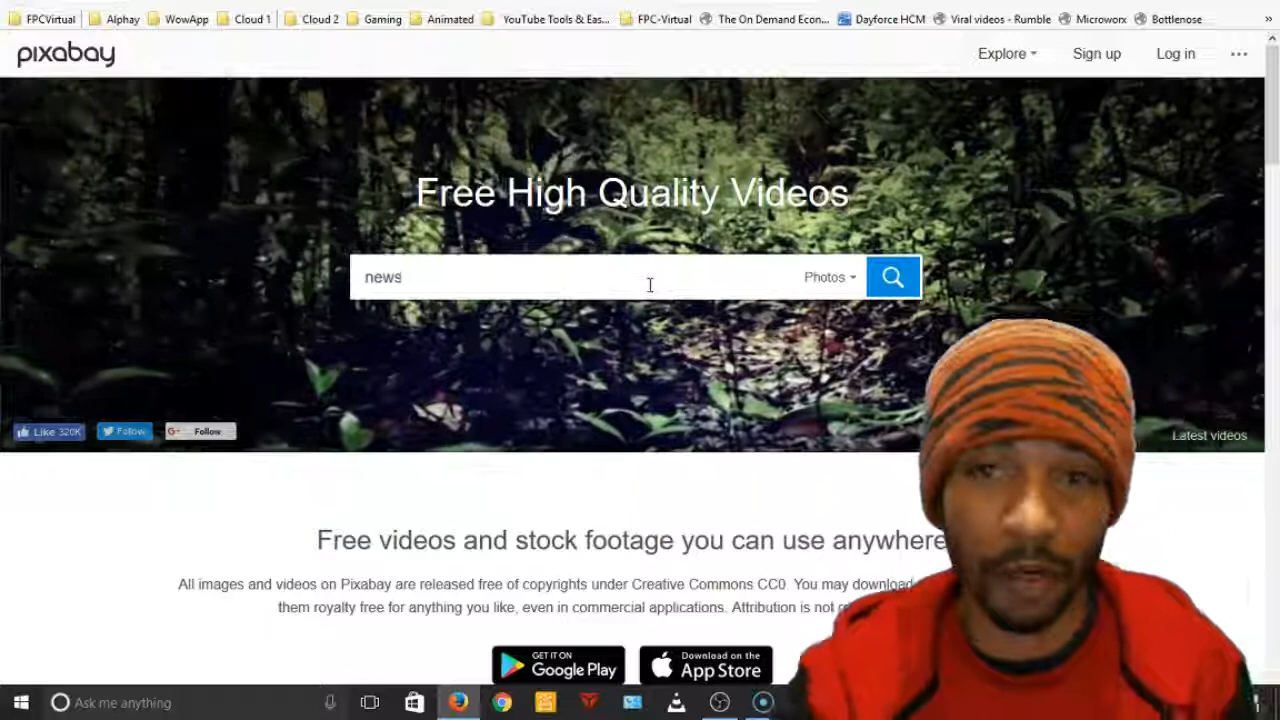 FPCVirtual Alphay WowApp Cloud 1 Cloud 2 Gaming Animated YouTube Tools & Eas... FPC-Virtual The On Demand Econ... Dayforce HCM Viral videos - Rumble Microworx Bottlenose »
pixabay Explore Sign up Log in
Free High Quality Videos
news Photos
Like 320K Follow G+ Follow Latest videos
Free videos and stock footage you can use anywhere
All images and videos on Pixabay are released free of copyrights under Creative Commons CC0. You may download
them royalty free for anything you like, even in commercial applications. Attribution is not
GET IT ON Google Play Download on the App Store
Ask me anything